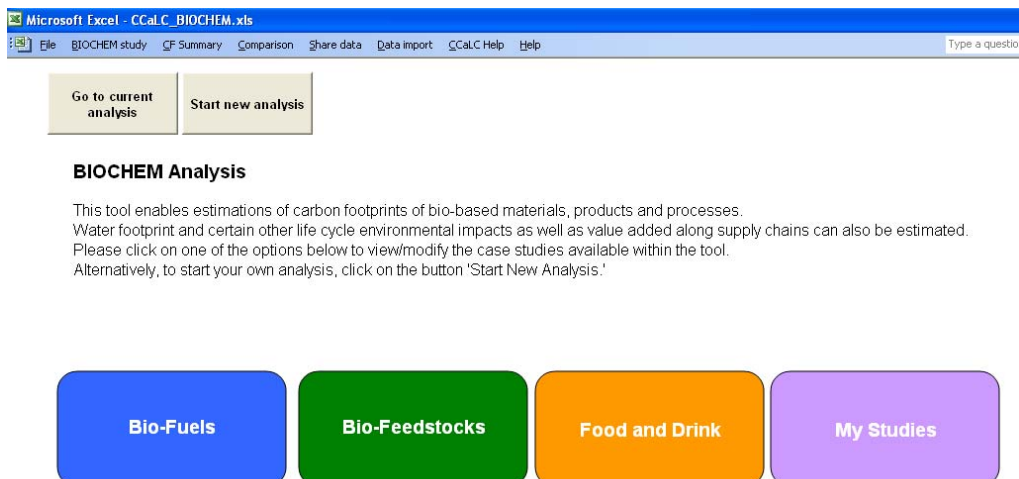 Microsoft Excel - CCaLC_BIOCHEM.xls
File BIOCHEM study CF Summary Comparison Share data Data import CCaLC Help Help Type a questio
Go to current
analysis
Start new analysis
BIOCHEM Analysis
This tool enables estimations of carbon footprints of bio-based materials, products and processes.
Water footprint and certain other life cycle environmental impacts as well as value added along supply chains can also be estimated.
Please click on one of the options below to view/modify the case studies available within the tool.
Alternatively, to start your own analysis, click on the button 'Start New Analysis.'
Bio-Fuels
Bio-Feedstocks
Food and Drink
My Studies